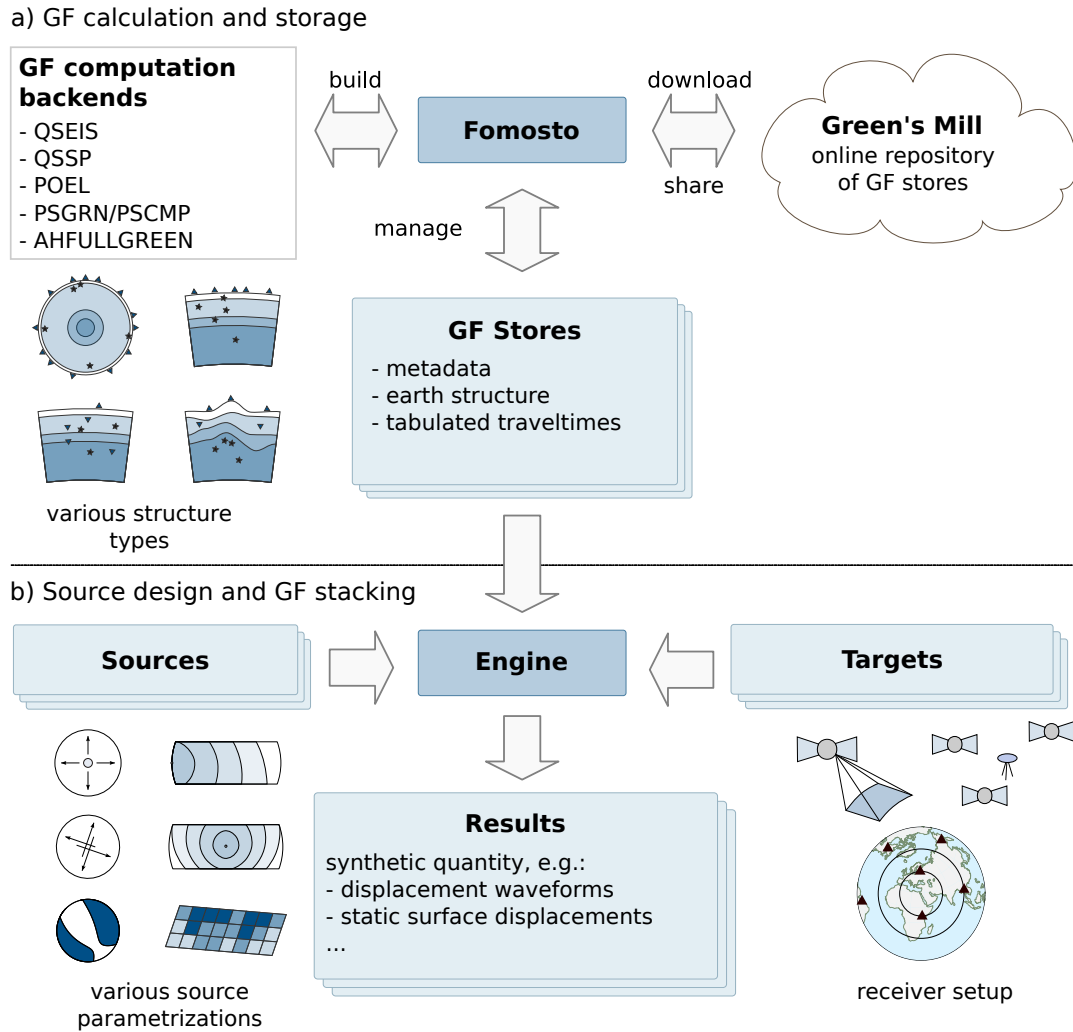 a) GF calculation and storage
GF computation
backends
- QSEIS
- QSSP
- POEL
- PSGRN/PSCMP
- AHFULLGREEN
build
Fomosto
download
share
Green's Mill
online repository
of GF stores
manage
GF Stores
- metadata
- earth structure
- tabulated traveltimes
various structure
types
b) Source design and GF stacking
Sources
Engine
Targets
Results
synthetic quantity, e.g.:
- displacement waveforms
- static surface displacements
...
various source
parametrizations
receiver setup